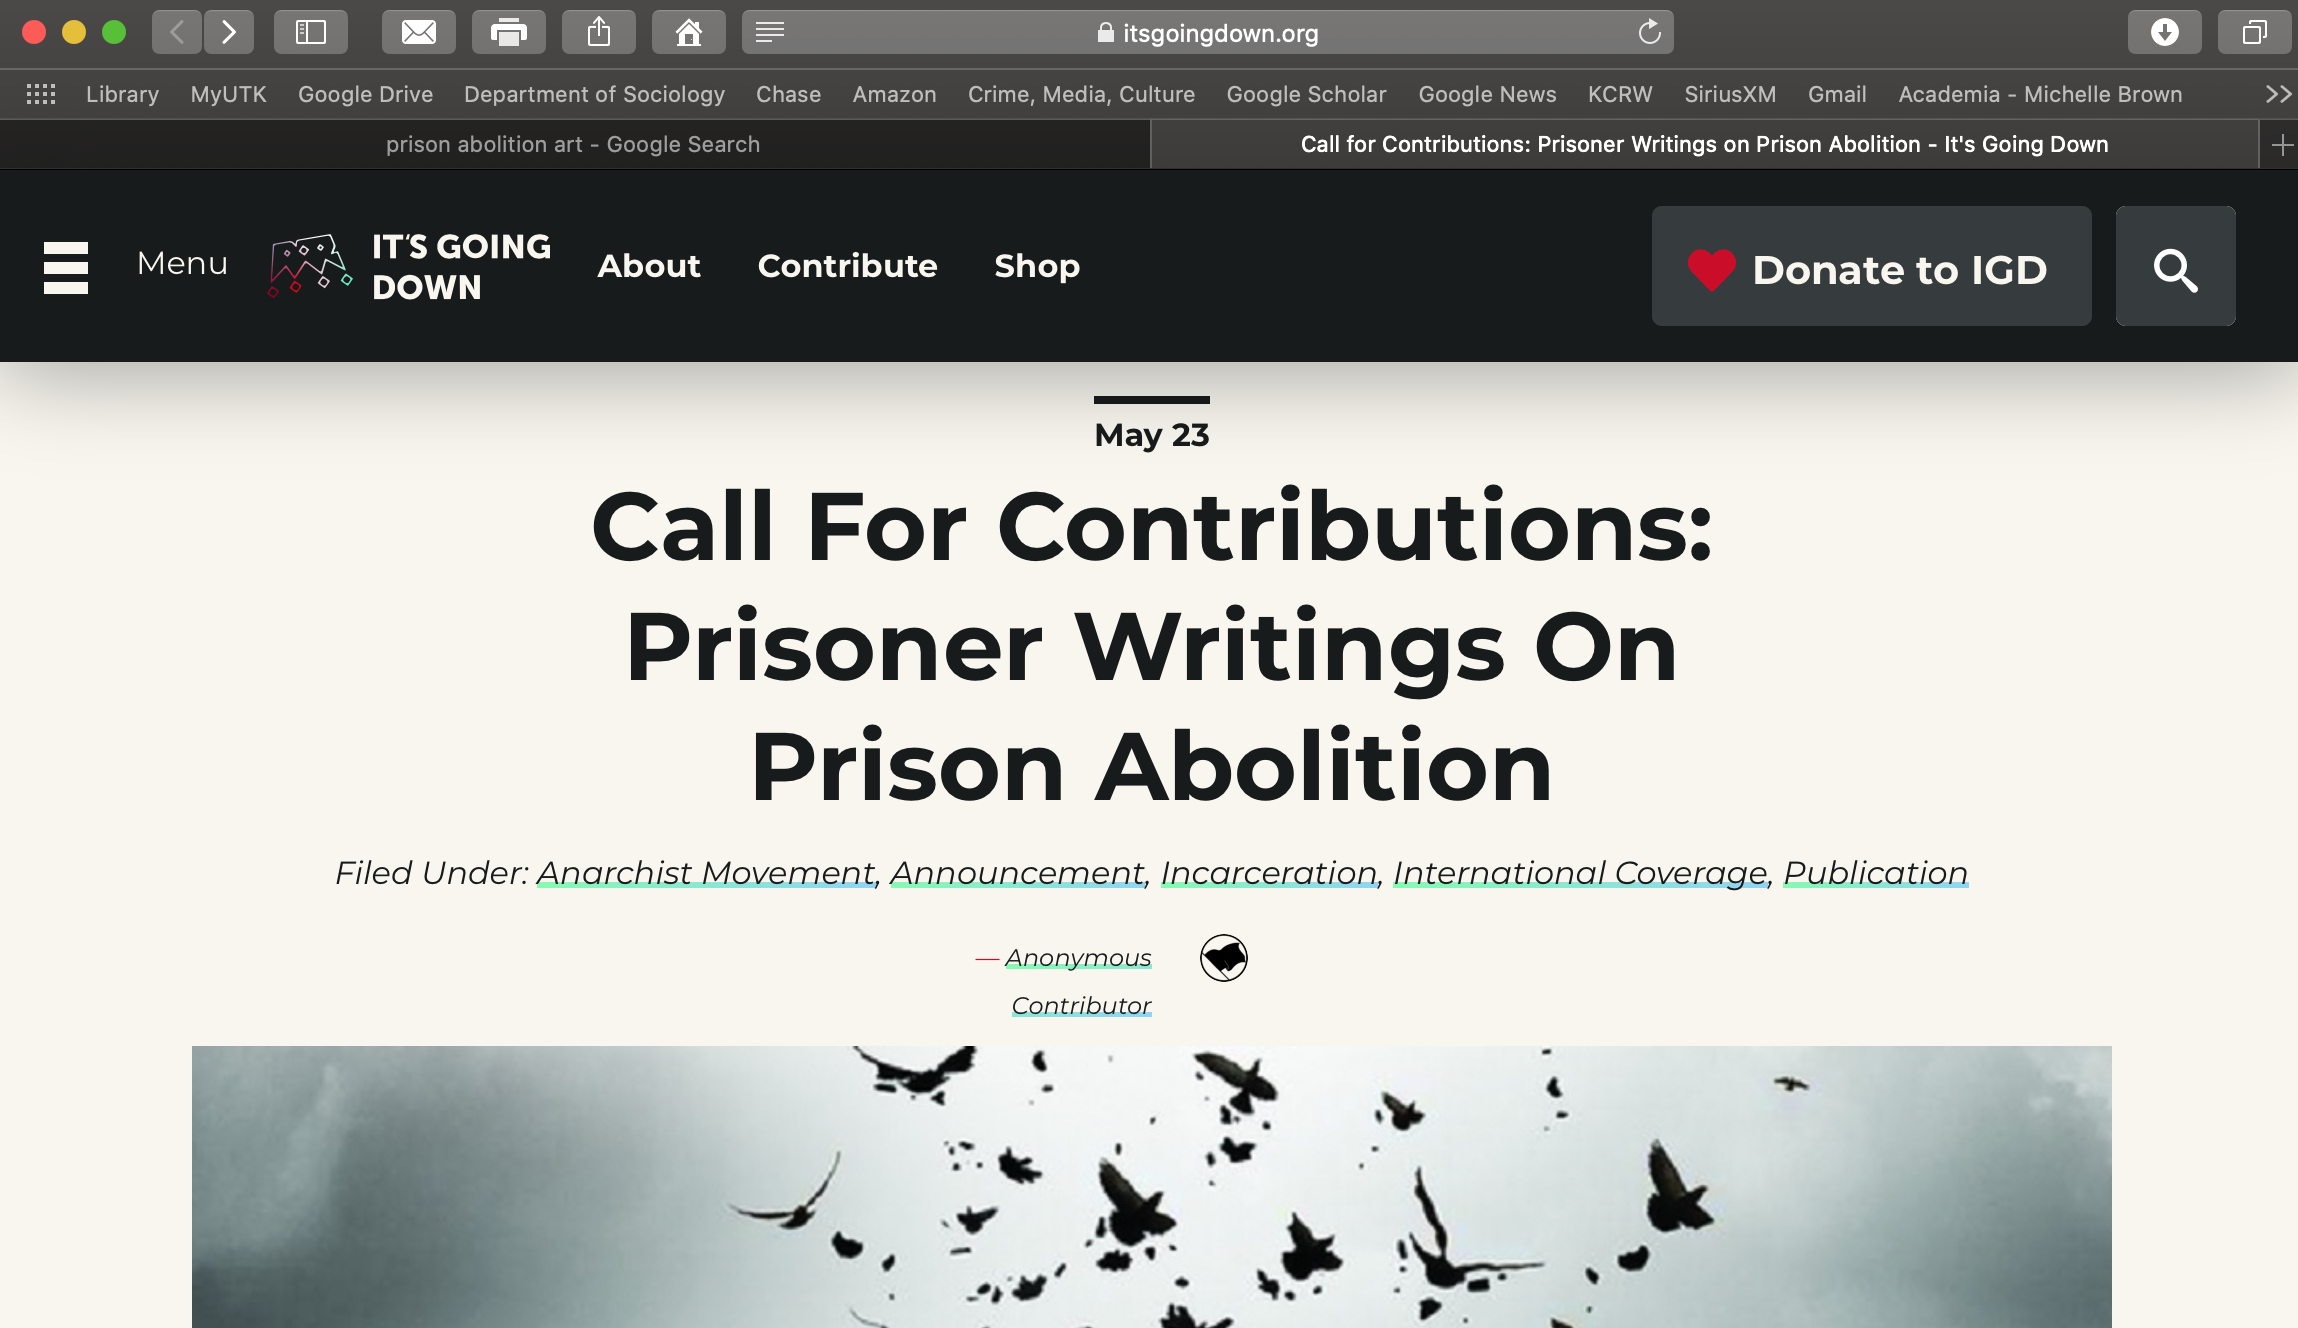 itsgoingdown.org
Library MyUTK Google Drive Department of Sociology Chase Amazon Crime, Media, Culture Google Scholar Google News KCRW SiriusXM Gmail Academia - Michelle Brown
prison abolition art - Google Search
Call for Contributions: Prisoner Writings on Prison Abolition - It's Going Down
Menu
IT'S GOING
DOWN
About Contribute Shop
Donate to IGD
May 23
Call For Contributions:
Prisoner Writings On
Prison Abolition
Filed Under: Anarchist Movement, Announcement, Incarceration, International Coverage, Publication
— Anonymous
Contributor